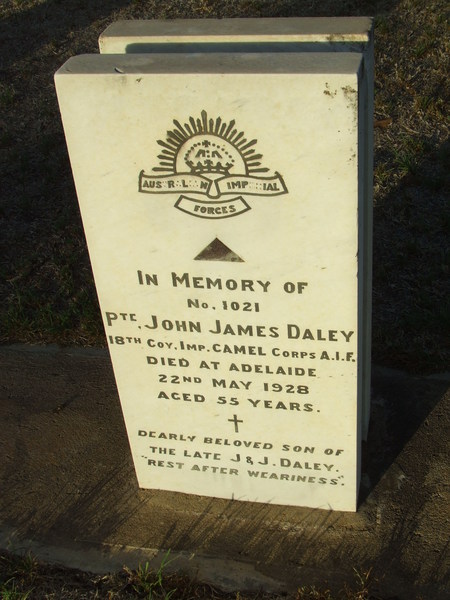 AUSTRALIAN IMPERIAL
FORCES
IN MEMORY OF
No. 1021
PTE. JOHN JAMES DALEY
18TH COY. IMP. CAMEL CORPS A.I.F.
DIED AT ADELAIDE
22ND MAY 1928
AGED 55 YEARS.
DEARLY BELOVED SON OF
THE LATE J & J. DALEY.
"REST AFTER WEARINESS."